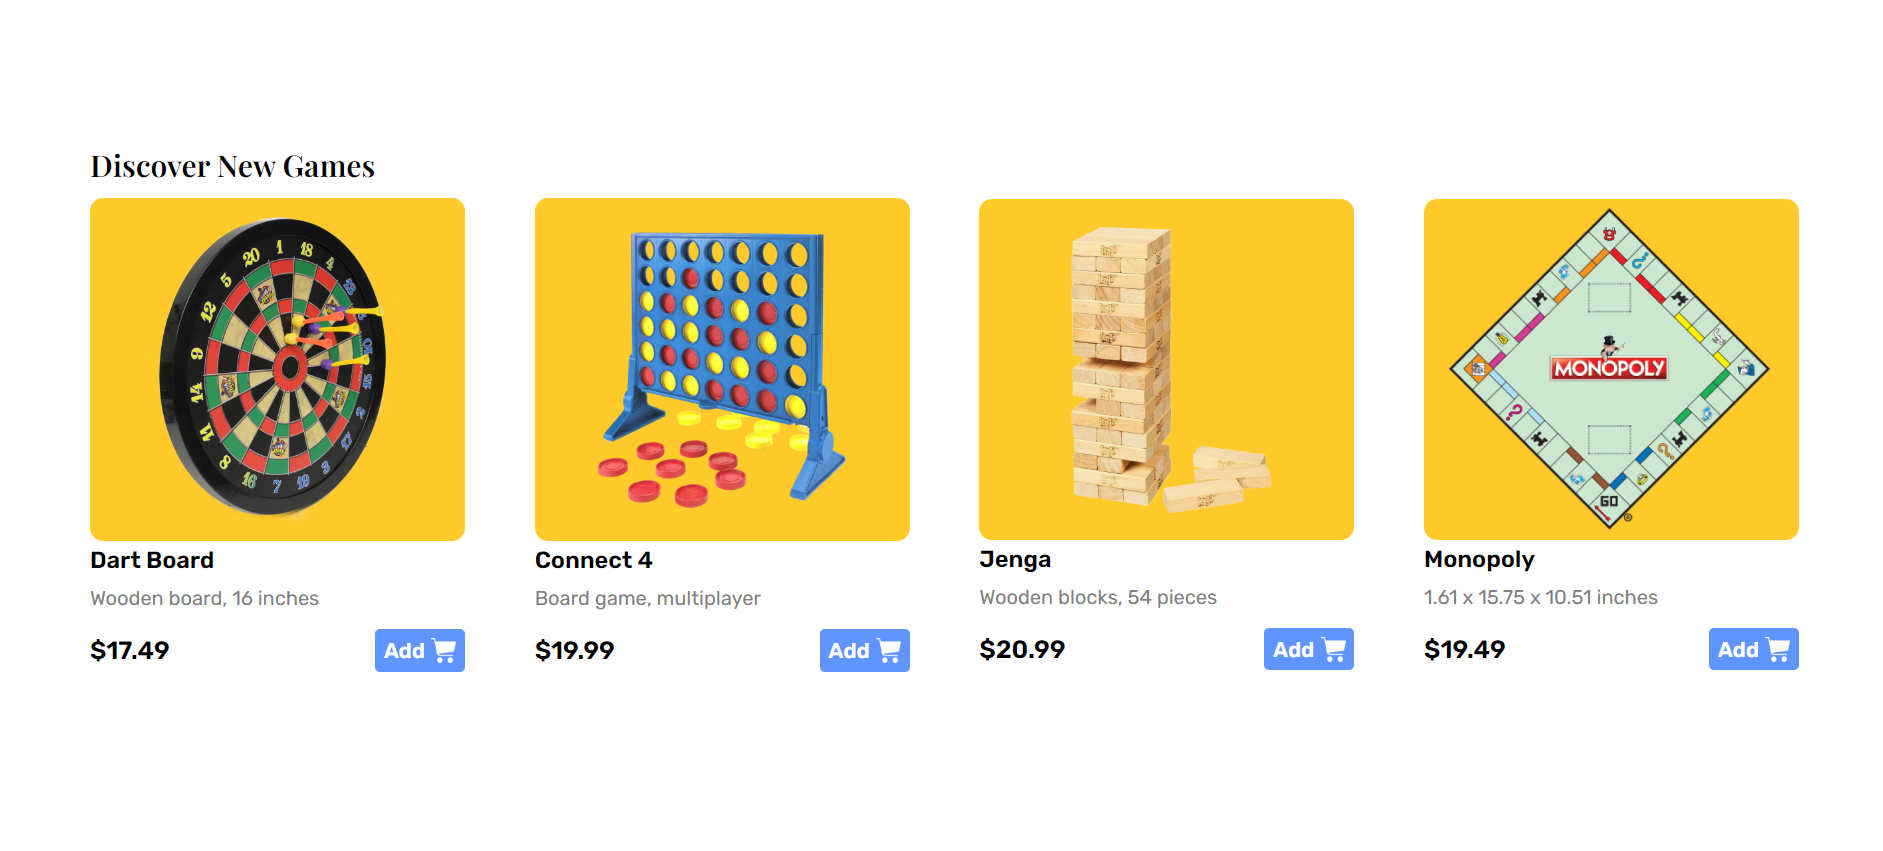 Discover New Games
20 1 18 4
5
12
9
14
11
8
16 7 19 3
17
2
15
10
MONOPOLY
GO
Dart Board
Wooden board, 16 inches
$17.49
Add
Connect 4
Board game, multiplayer
$19.99
Add
Jenga
Wooden blocks, 54 pieces
$20.99
Add
Monopoly
1.61 x 15.75 x 10.51 inches
$19.49
Add